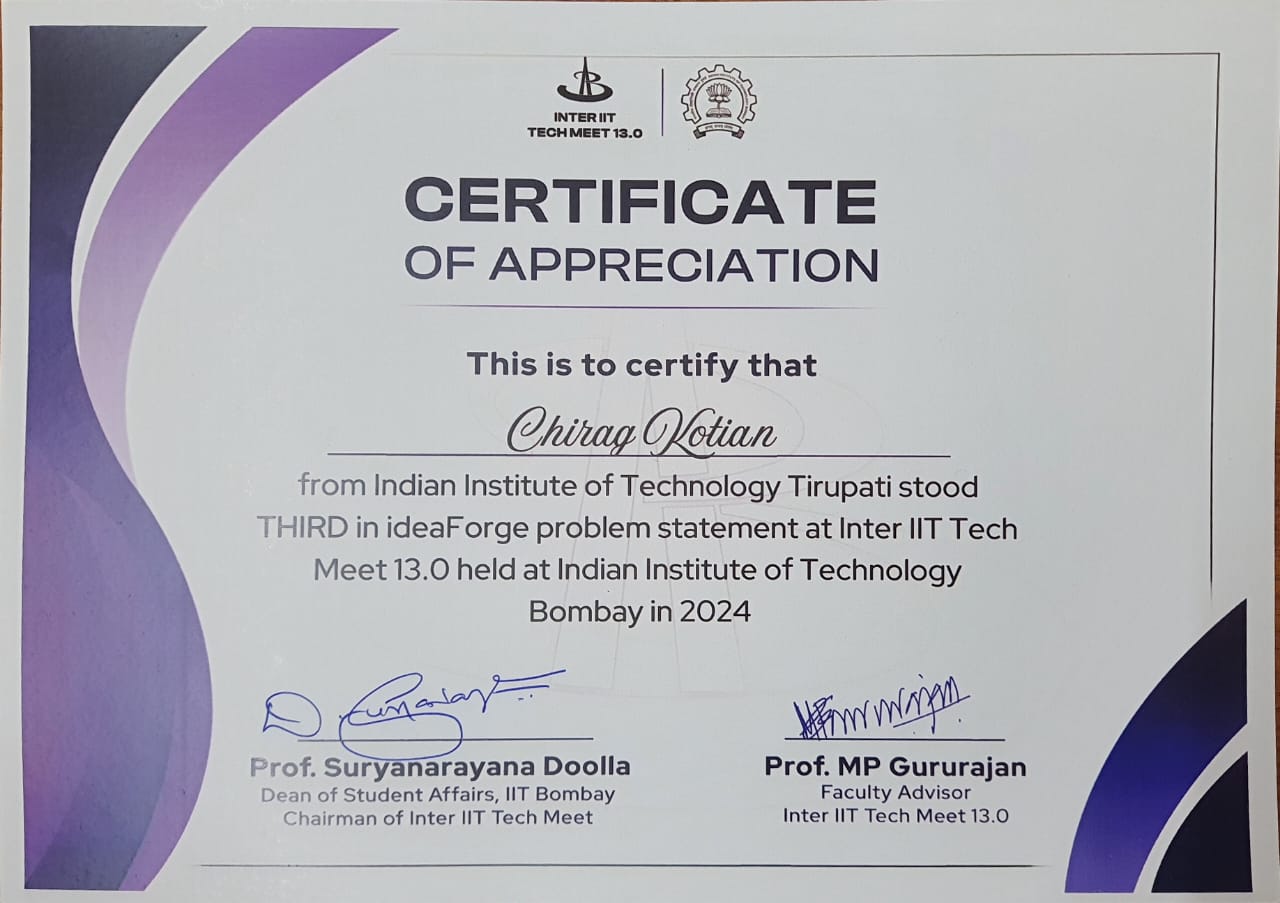 INTER IIT
TECH MEET 13.0
CERTIFICATE
OF APPRECIATION
This is to certify that
Chirag Kotian
from Indian Institute of Technology Tirupati stood
THIRD in ideaForge problem statement at Inter IIT Tech
Meet 13.0 held at Indian Institute of Technology
Bombay in 2024
Prof. Suryanarayana Doolla
Dean of Student Affairs, IIT Bombay
Chairman of Inter IIT Tech Meet
Prof. MP Gururajan
Faculty Advisor
Inter IIT Tech Meet 13.0